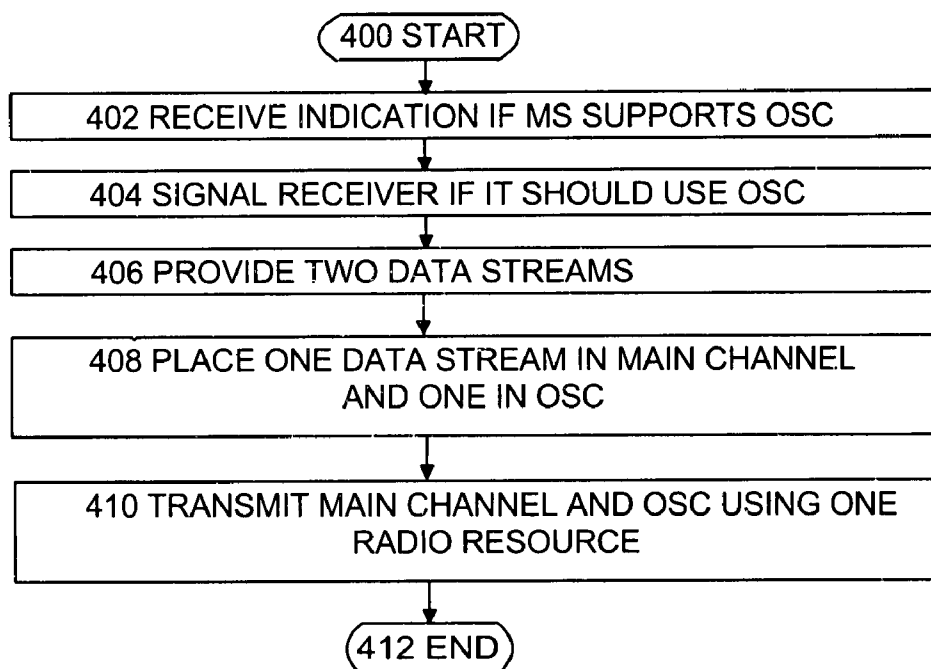 400 START
402 RECEIVE INDICATION IF MS SUPPORTS OSC
404 SIGNAL RECEIVER IF IT SHOULD USE OSC
406 PROVIDE TWO DATA STREAMS
408 PLACE ONE DATA STREAM IN MAIN CHANNEL
AND ONE IN OSC
410 TRANSMIT MAIN CHANNEL AND OSC USING ONE
RADIO RESOURCE
412 END